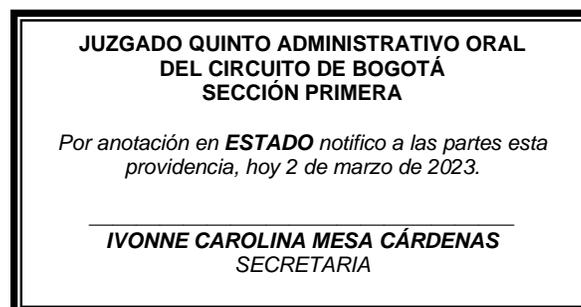 JUZGADO QUINTO ADMINISTRATIVO ORAL
DEL CIRCUITO DE BOGOTÁ
SECCIÓN PRIMERA
Por anotación en ESTADO notifico a las partes esta
providencia, hoy 2 de marzo de 2023.
IVONNE CAROLINA MESA CÁRDENAS
SECRETARIA